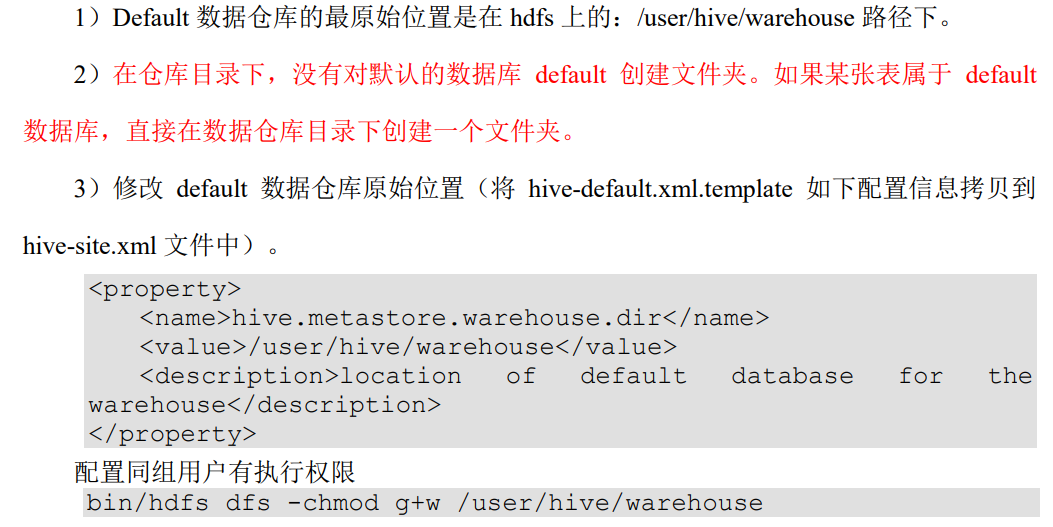 1）Default 数据仓库的最原始位置是在 hdfs 上的：/user/hive/warehouse 路径下。
2）在仓库目录下，没有对默认的数据库 default 创建文件夹。如果某张表属于 default
数据库，直接在数据仓库目录下创建一个文件夹。
3）修改 default 数据仓库原始位置（将 hive-default.xml.template 如下配置信息拷贝到
hive-site.xml 文件中）。
<property>
<name>hive.metastore.warehouse.dir</name>
<value>/user/hive/warehouse</value>
<description>location of default database for the
warehouse</description>
</property>
配置同组用户有执行权限
bin/hdfs dfs -chmod g+w /user/hive/warehouse